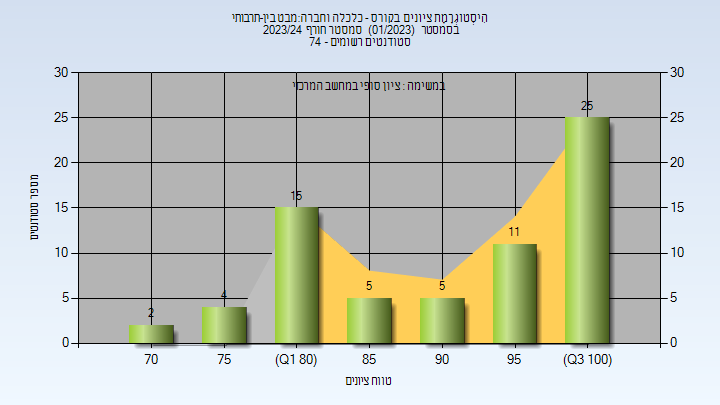 היסטוגרמת ציונים בקורס - כלכלה וחברה:מבט בין-תרבותי
בסמסטר (01/2023) סמסטר חורף 2023/24
סטודנטים רשומים - 74
במשימה : ציון סופי במחשב המרכזי
30 30
25 25
20 20
15 15
10 10
5 5
0 0
מספר סטודנטים
2 4 15 5 5 11 25
70 75 (Q1 80) 85 90 95 (Q3 100)
טווח ציונים